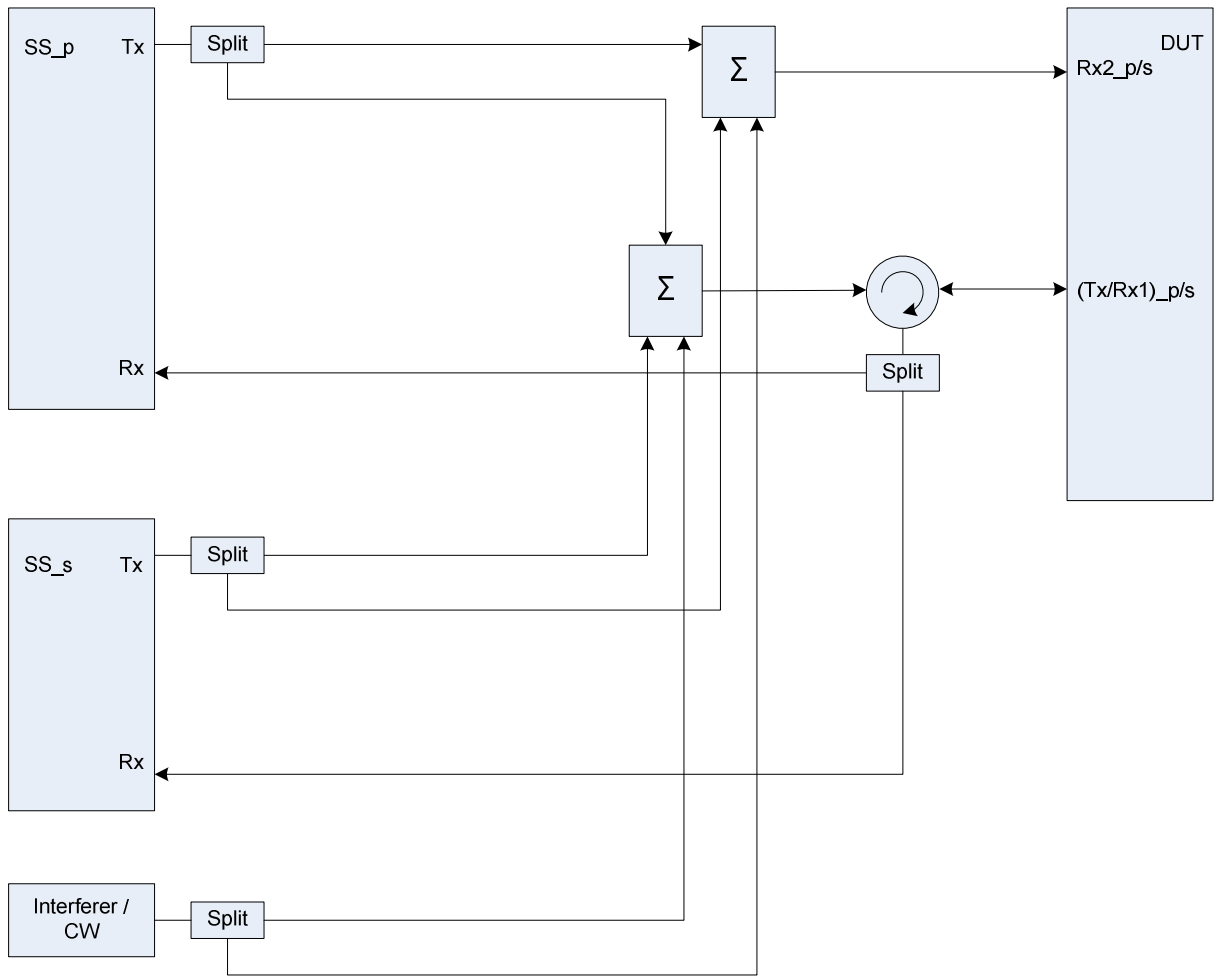 SS_p
Tx
Split
Σ
DUT
Rx2_p/s
Σ
(Tx/Rx1)_p/s
Rx
Split
SS_s
Tx
Split
Rx
Interferer /
CW
Split